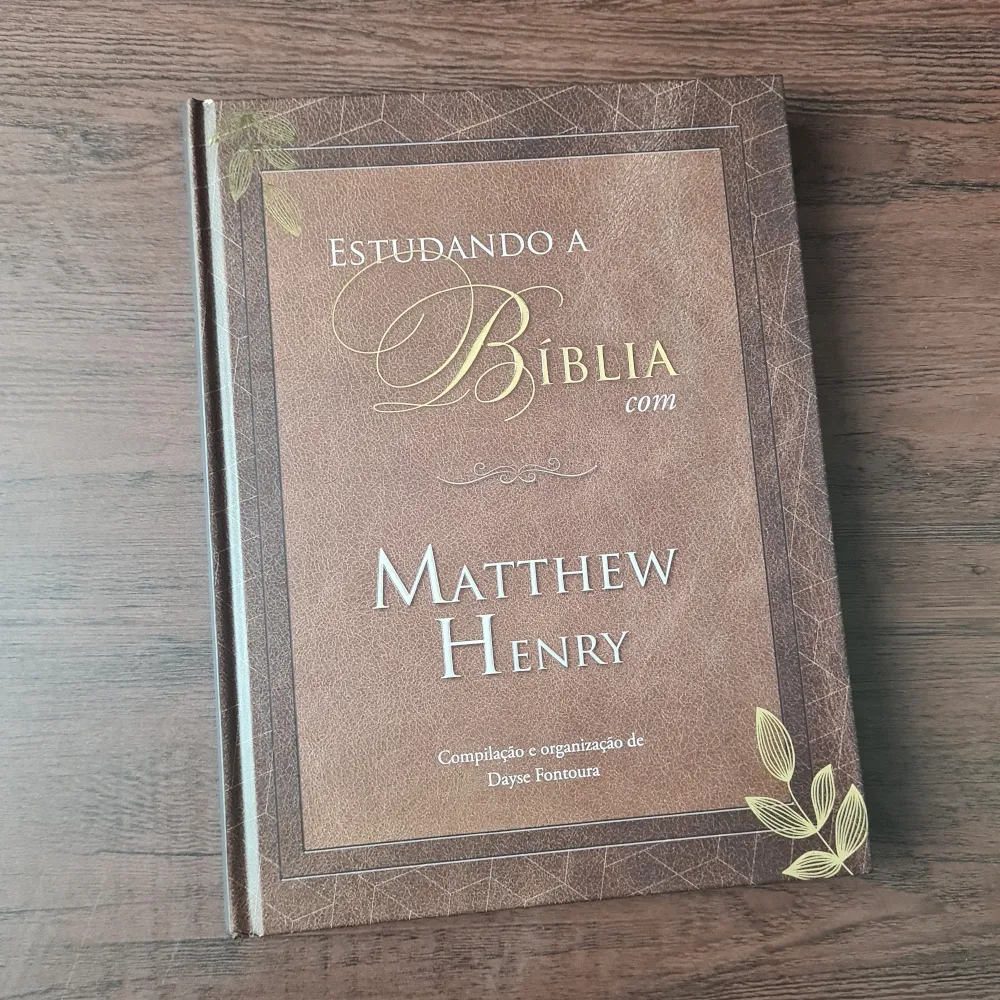 Estudando a
Bíblia
com
Matthew
Henry
Compilação e organização de
Dayse Fontoura